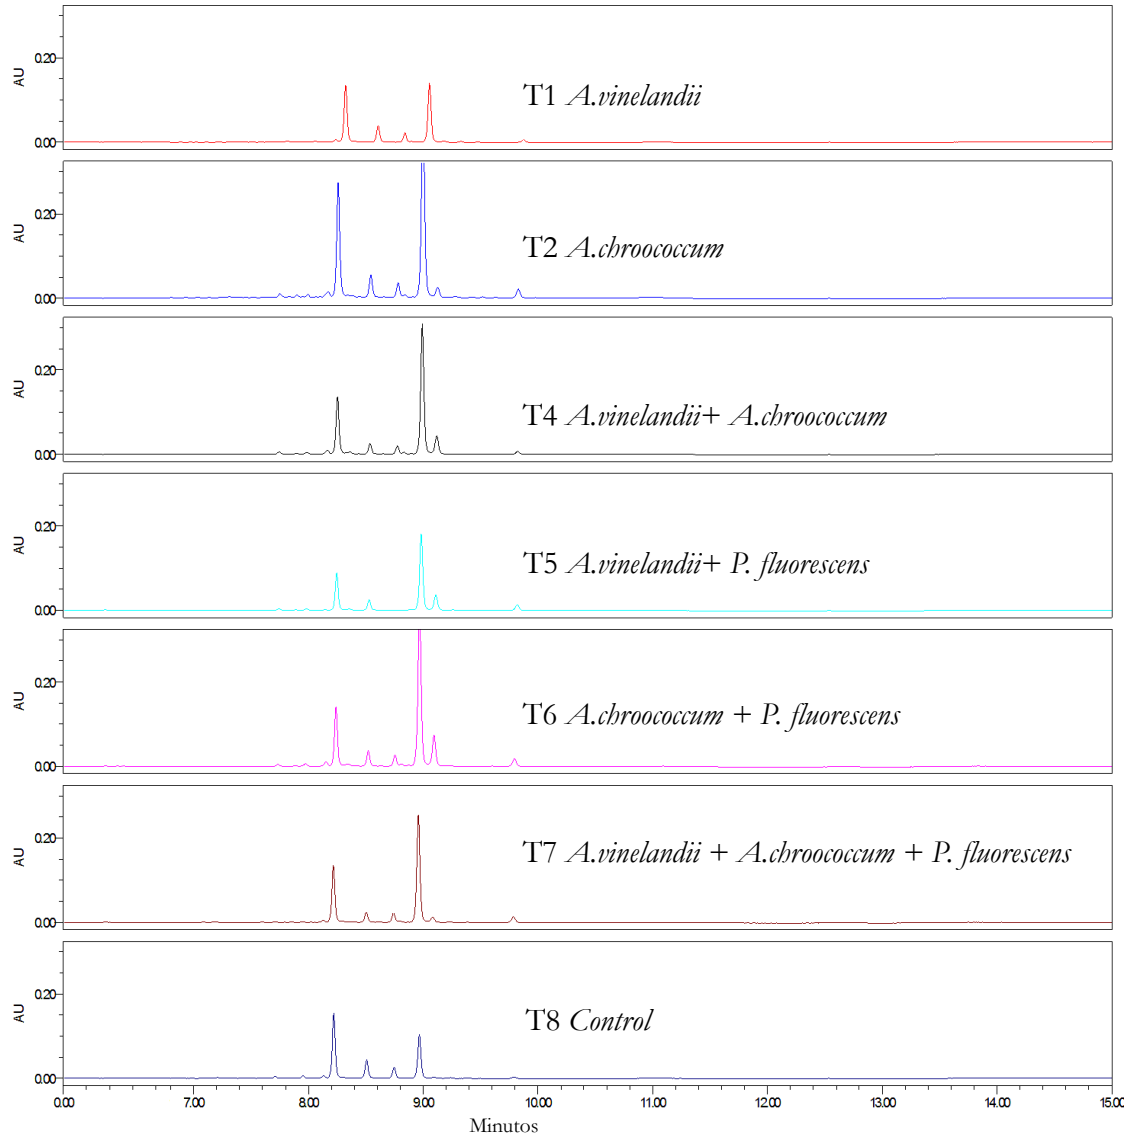 0.20
AU
0.00
T1 A.vinelandii
0.20
AU
0.00
T2 A.chroococcum
0.20
AU
0.00
T4 A.vinelandii+ A.chroococcum
0.20
AU
0.00
T5 A.vinelandii+ P. fluorescens
0.20
AU
0.00
T6 A.chroococcum + P. fluorescens
0.20
AU
0.00
T7 A.vinelandii + A.chroococcum + P. fluorescens
0.20
AU
0.00
T8 Control
0.00 7.00 8.00 9.00 10.00 11.00 12.00 13.00 14.00 15.00
Minutos